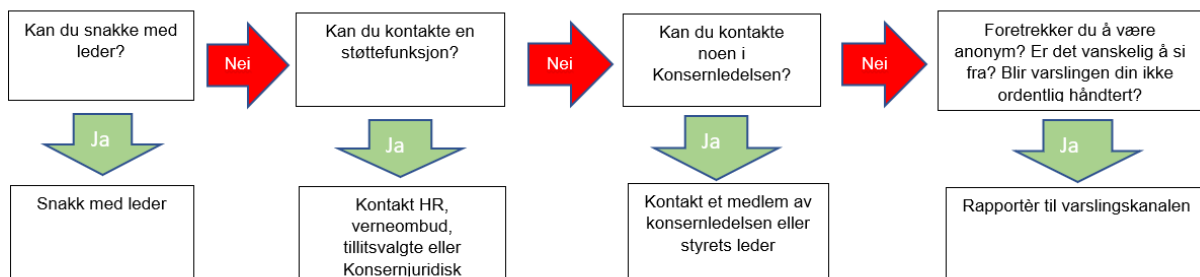 Kan du snakke med
leder?
Nei
Kan du kontakte en
støttefunksjon?
Nei
Kan du kontakte
noen i
Konsernledelsen?
Nei
Foretrekker du å være
anonym? Er det vanskelig å si
fra? Blir varslingen din ikke
ordentlig håndtert?
Ja
Ja
Ja
Ja
Snakk med leder
Kontakt HR,
verneombud,
tillitsvalgte eller
Konsernjuridisk
Kontakt et medlem av
konsernledelsen eller
styrets leder
Rapportèr til varslingskanalen